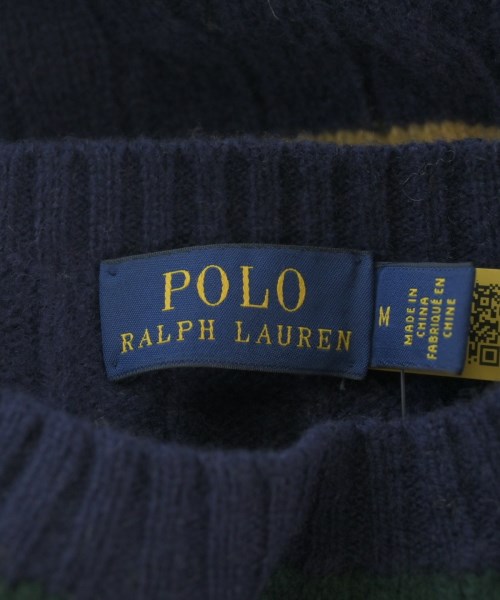 POLO
RALPH LAUREN
M
MADE IN
CHINA
FABRIQUÉ EN
CHINE